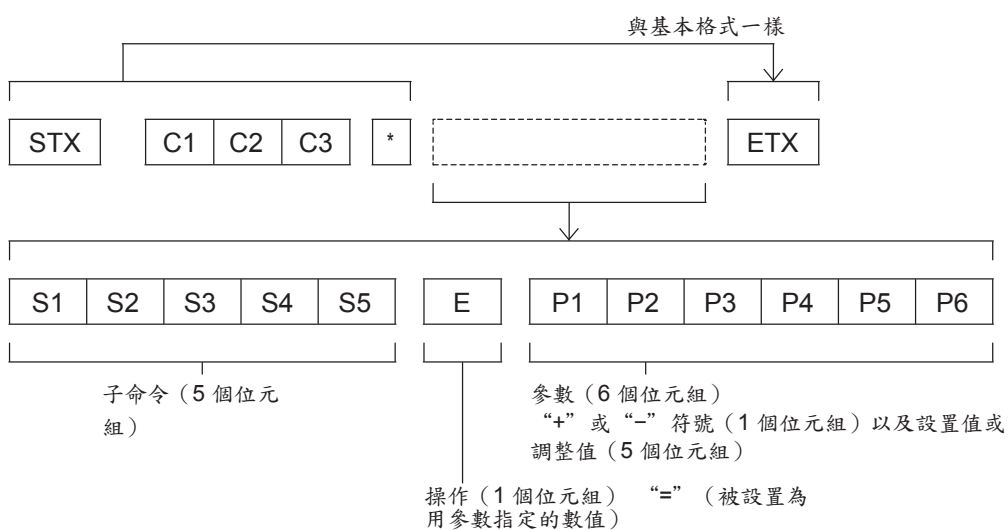 與基本格式一樣
STX C1 C2 C3 * ETX
S1 S2 S3 S4 S5 E P1 P2 P3 P4 P5 P6
子命令（5 個位元
組）
參數（6 個位元組）
“+”或“−”符號（1 個位元組）以及設置值或
調整值（5 個位元組）
操作（1 個位元組） “=”（被設置為
用參數指定的數值）